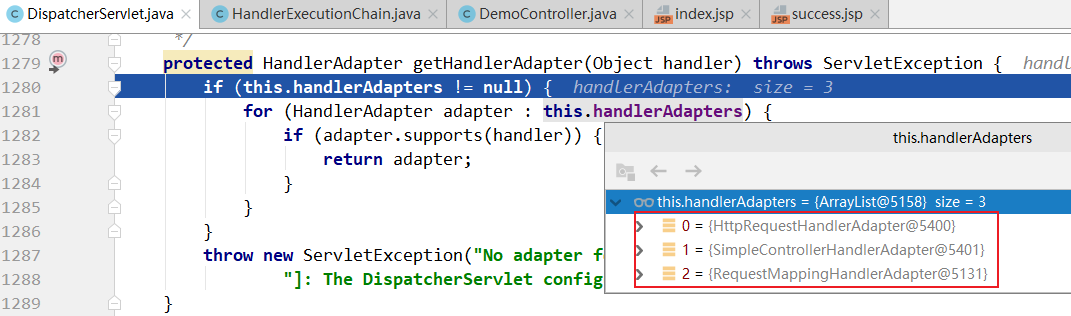 DispatcherServlet.java HandlerExecutionChain.java DemoController.java index.jsp success.jsp
1278 */
1279 protected HandlerAdapter getHandlerAdapter(Object handler) throws ServletException { handl
1280 if (this.handlerAdapters != null) { handlerAdapters: size = 3
1281 for (HandlerAdapter adapter : this.handlerAdapters) {
1282 if (adapter.supports(handler)) {
1283 return adapter;
1284 }
1285 }
1286 }
1287 throw new ServletException("No adapter f
1288 "]: The DispatcherServlet config
1289 }
this.handlerAdapters
this.handlerAdapters = {ArrayList@5158} size = 3
0 = {HttpRequestHandlerAdapter@5400}
1 = {SimpleControllerHandlerAdapter@5401}
2 = {RequestMappingHandlerAdapter@5131}